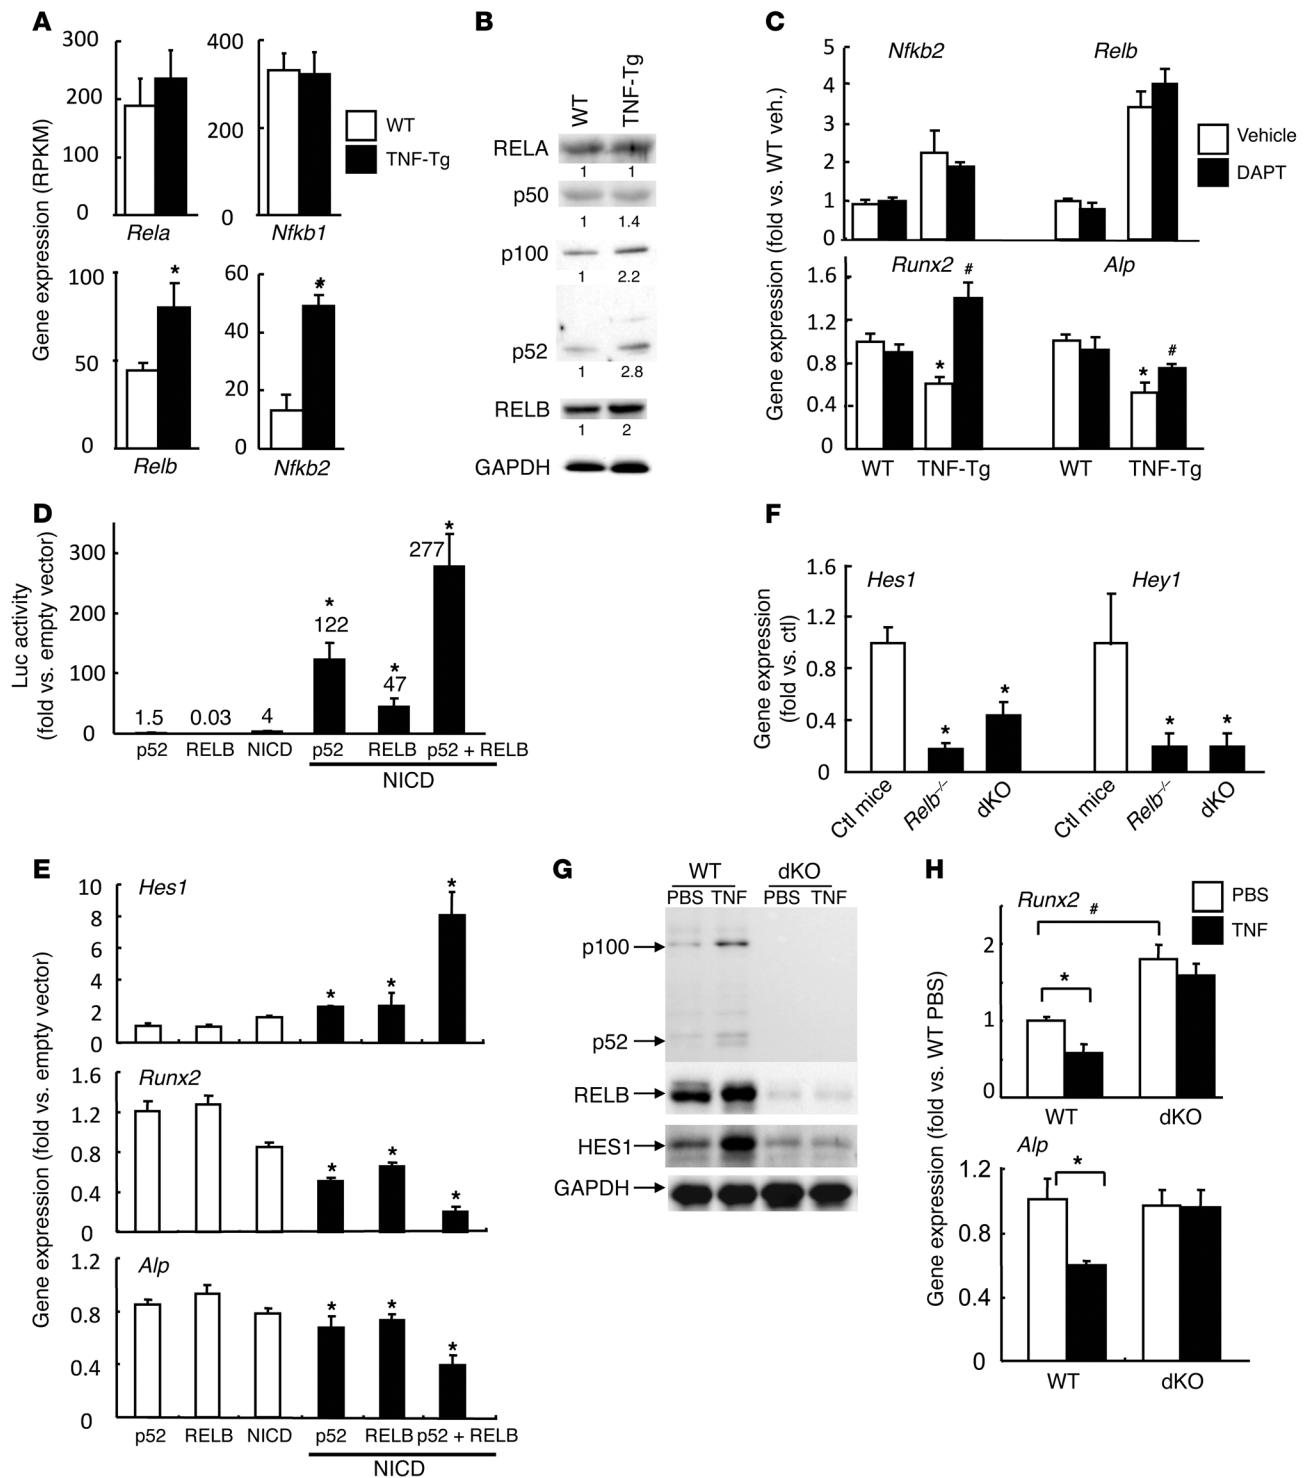 A
Gene expression (RPKM)
300
200
100
0
Rela
400
200
0
Nfkb1
WT
TNF-Tg
100
50
0
*
Relb
60
40
20
0
*
Nfkb2
B
WT
TNF-Tg
RELA
1 1
p50
1 1.4
p100
1 2.2
p52
1 2.8
RELB
1 2
GAPDH
C
Gene expression (fold vs. WT veh.)
5
4
3
2
1
0
Nfkb2
Relb
Vehicle
DAPT
1.6
1.2
0.8
0.4
0
Runx2
Alp
* #
* #
WT TNF-Tg WT TNF-Tg
D
Luc activity
(fold vs. empty vector)
300
200
100
0
1.5 0.03 4
*
122
*
47
*
277
p52 RELB NICD p52 RELB p52 + RELB
NICD
F
Gene expression
(fold vs. ctl)
1.6
1.2
0.8
0.4
0
Hes1
Hey1
* *
* *
Ctl mice
Relb-/-
dKO
Ctl mice
Relb-/-
dKO
E
Gene expression (fold vs. empty vector)
Hes1
10
8
6
4
2
0
* * *
Runx2
1.6
1.2
0.8
0.4
0
* * *
Alp
1.2
0.8
0.4
0
* * *
p52 RELB NICD p52 RELB p52 + RELB
NICD
G
WT dKO
PBS TNF PBS TNF
p100
p52
RELB
HES1
GAPDH
H
Gene expression (fold vs. WT PBS)
Runx2
PBS
TNF
2
1
0
#
*
WT dKO
Alp
1.2
0.8
0.4
0
*
WT dKO